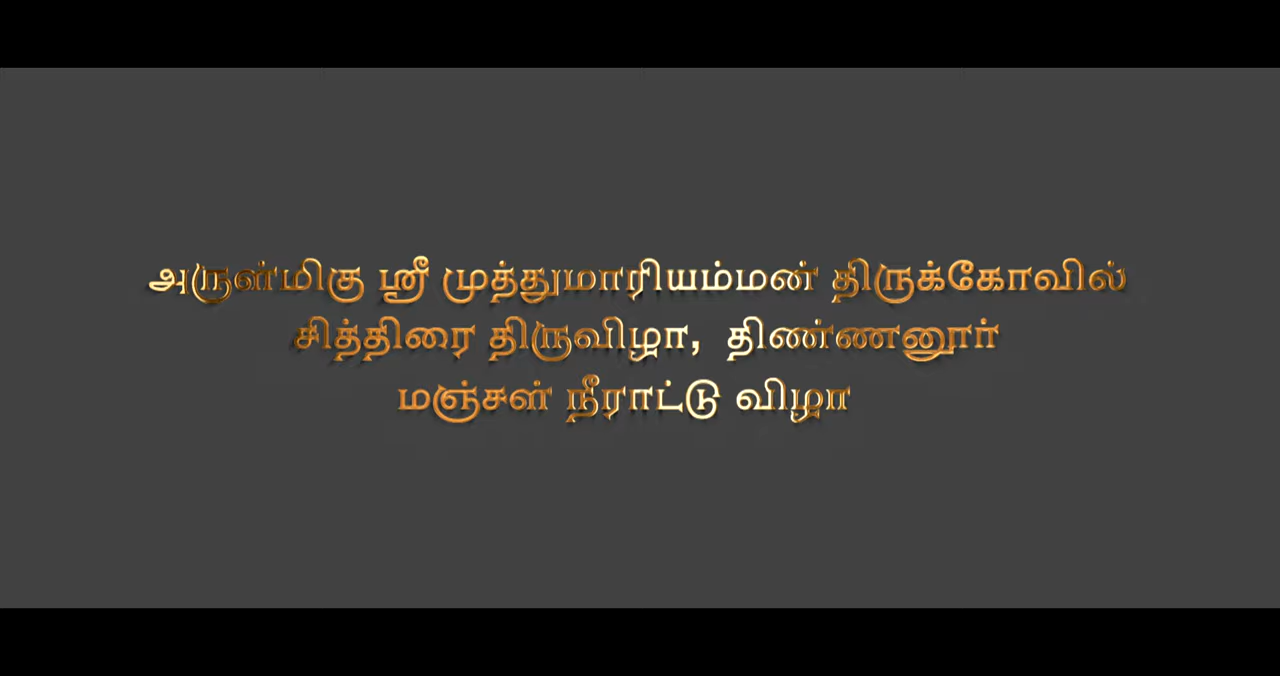 அருள்மிகு ஸ்ரீ முத்துமாரியம்மன் திருக்கோவில்
சித்திரை திருவிழா, திண்ணனூர்
மஞ்சள் நீராட்டு விழா